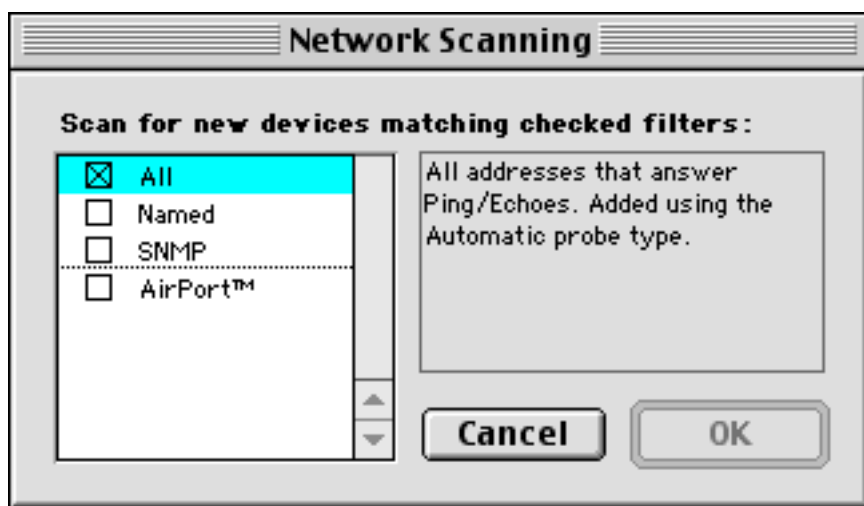 Network Scanning
Scan for new devices matching checked filters:
All
Named
SNMP
AirPort™
All addresses that answer
Ping/Echoes. Added using the
Automatic probe type.
Cancel
OK